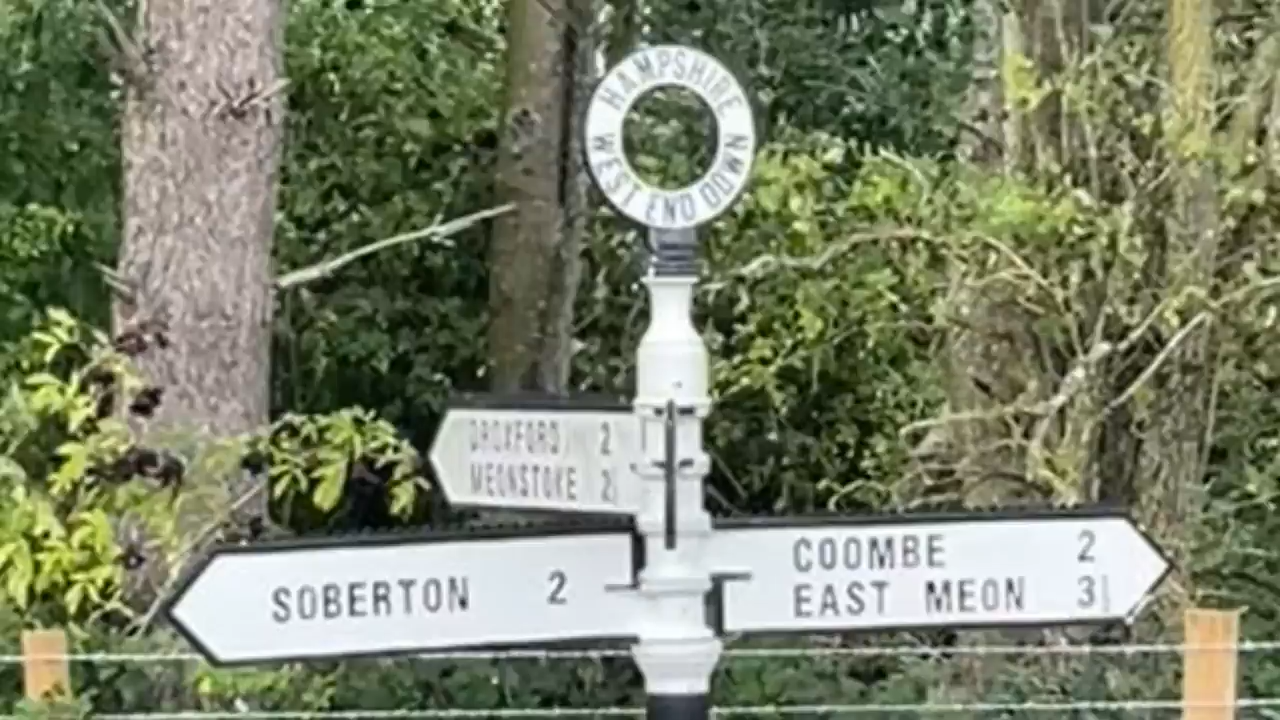 HAMPSHIRE
WEST END DOWN
DROXFORD 2
MEONSTOKE 2
SOBERTON 2
COOMBE 2
EAST MEON 3